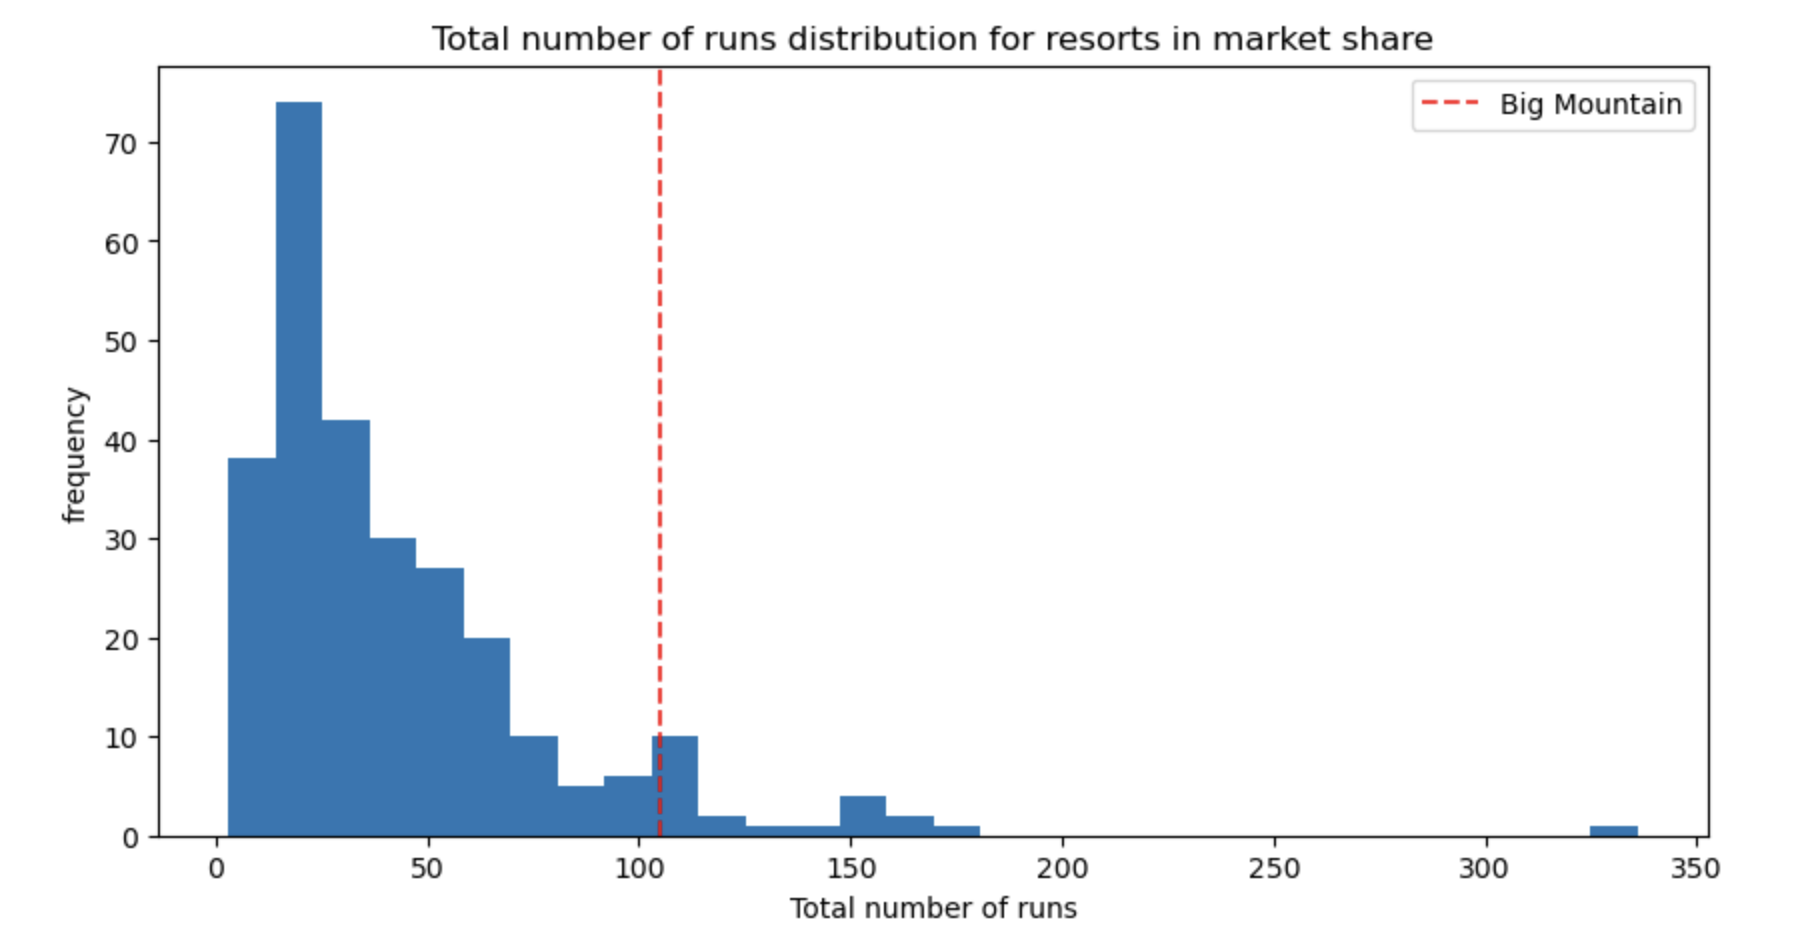 Total number of runs distribution for resorts in market share
Big Mountain
70
60
50
40
30
20
10
0
frequency
0 50 100 150 200 250 300 350
Total number of runs